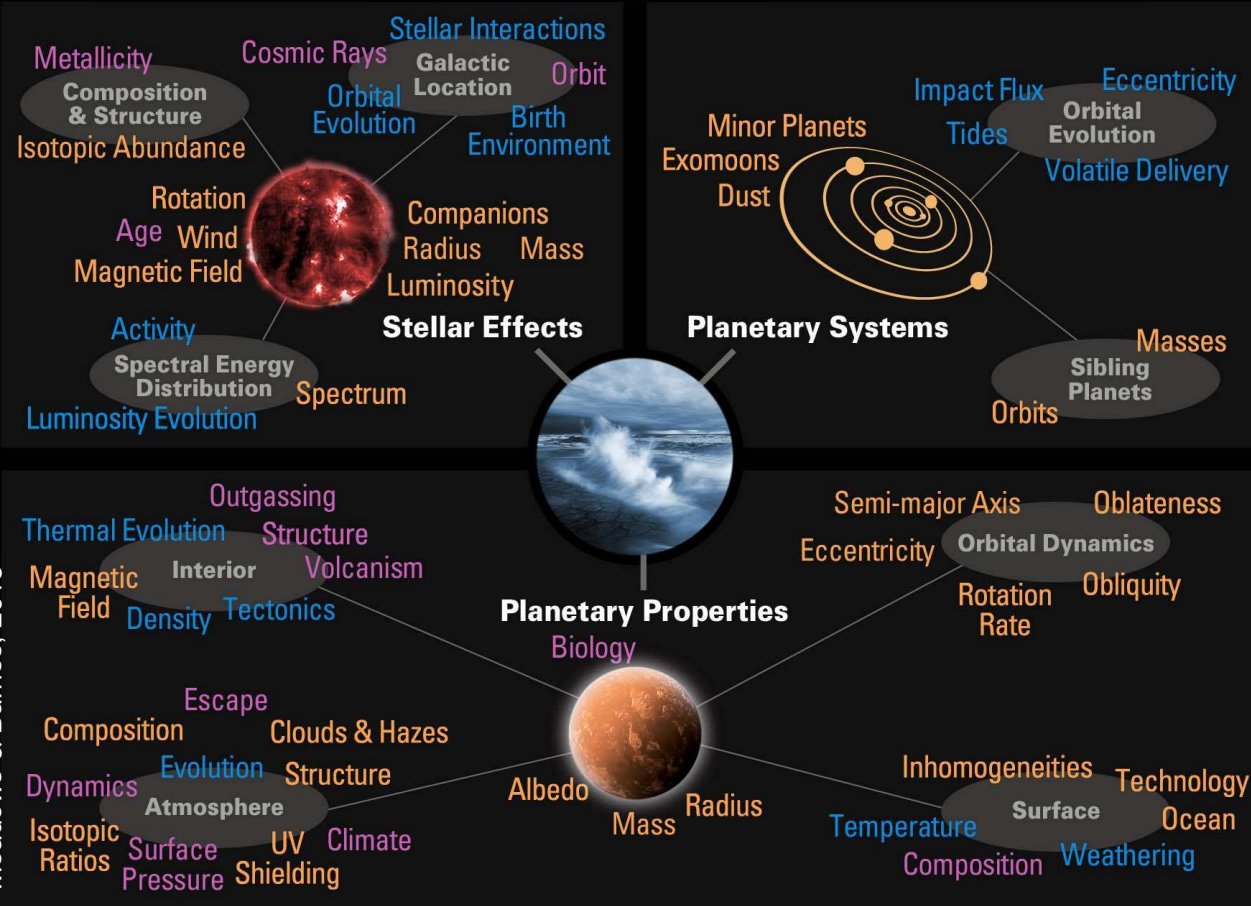 Stellar Interactions
Cosmic Rays
Metallicity
Galactic
Location
Orbit
Composition
& Structure
Orbital
Evolution
Birth
Environment
Isotopic Abundance
Rotation
Age
Wind
Magnetic Field
Companions
Radius
Mass
Luminosity
Stellar Effects
Activity
Spectral Energy
Distribution
Spectrum
Luminosity Evolution
Impact Flux
Eccentricity
Orbital
Evolution
Tides
Volatile Delivery
Minor Planets
Exomoons
Dust
Planetary Systems
Masses
Sibling
Planets
Orbits
Outgassing
Thermal Evolution
Structure
Interior
Volcanism
Magnetic
Field
Density
Tectonics
Planetary Properties
Biology
Semi-major Axis
Oblateness
Eccentricity
Orbital Dynamics
Rotation
Rate
Obliquity
Escape
Composition
Clouds & Hazes
Evolution
Structure
Dynamics
Atmosphere
Isotopic
Ratios
Surface
Pressure
UV
Shielding
Climate
Albedo
Mass
Radius
Inhomogeneities
Technology
Surface
Ocean
Temperature
Composition
Weathering